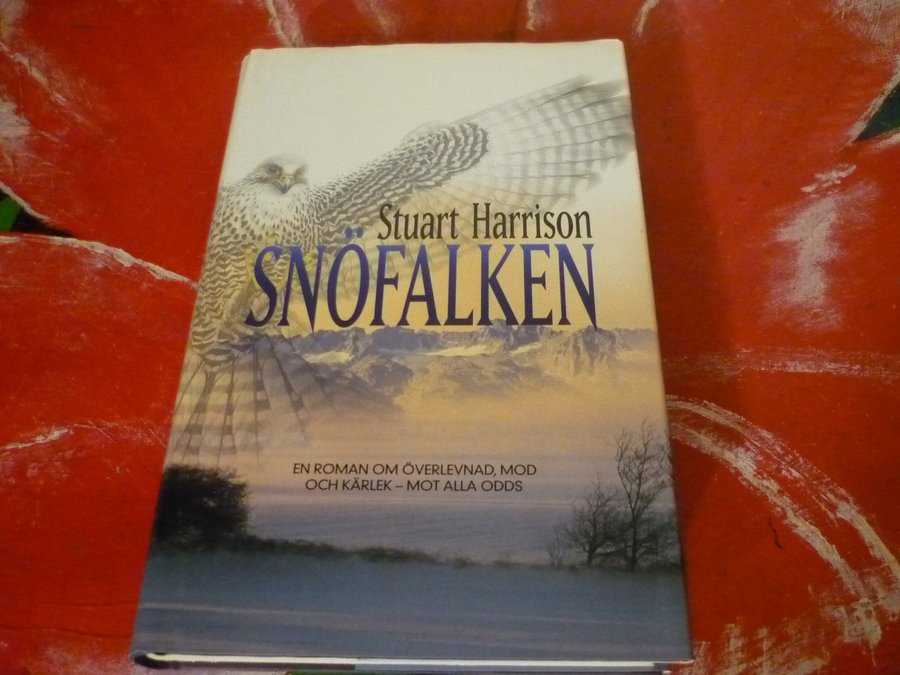 Stuart Harrison
SNÖFALKEN
EN ROMAN OM ÖVERLEVNAD, MOD
OCH KÄRLEK – MOT ALLA ODDS